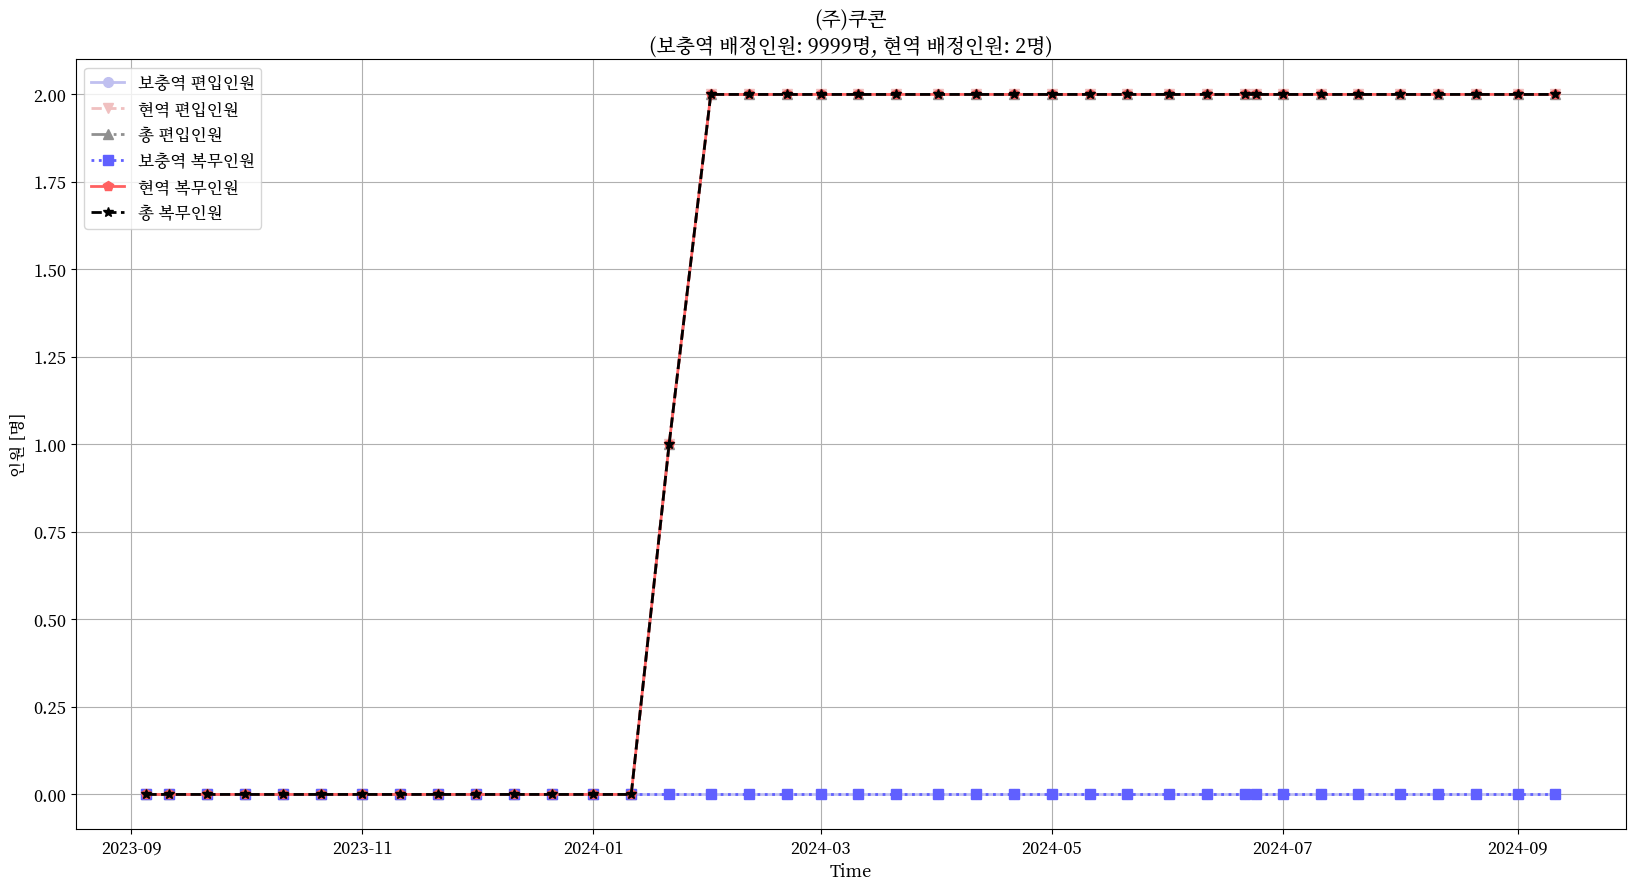 (주)쿠콘
(보충역 배정인원: 9999명, 현역 배정인원: 2명)
보충역 편입인원
현역 편입인원
총 편입인원
보충역 복무인원
현역 복무인원
총 복무인원
2.00
1.75
1.50
1.25
1.00
0.75
0.50
0.25
0.00
인원 [명]
2023-09
2023-11
2024-01
2024-03
2024-05
2024-07
2024-09
Time